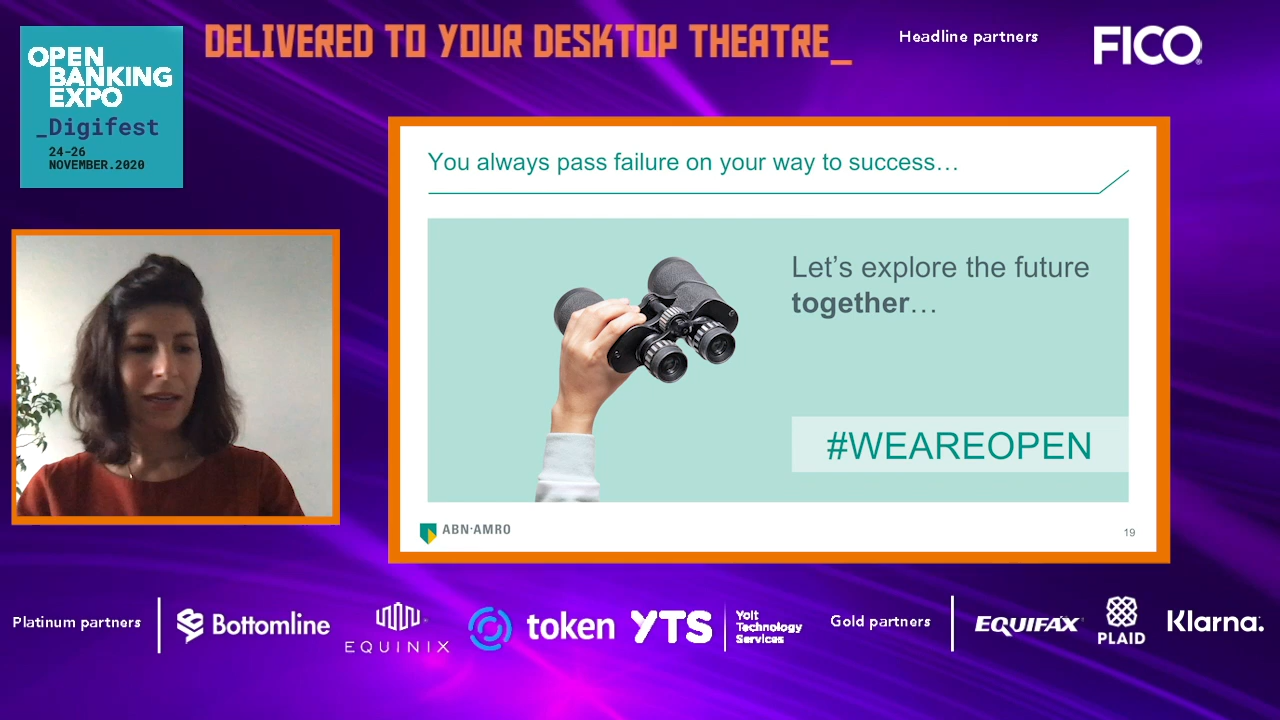 OPEN
BANKING
EXPO
_Digifest
24-26
NOVEMBER.2020
DELIVERED TO YOUR DESKTOP THEATRE_
Headline partners
FICO
You always pass failure on your way to success…
Let’s explore the future
together…
#WEAREOPEN
ABN·AMRO
19
Platinum partners
Bottomline
EQUINIX
token
YTS
Yolt
Technology
Services
Gold partners
EQUIFAX
PLAID
Klarna.